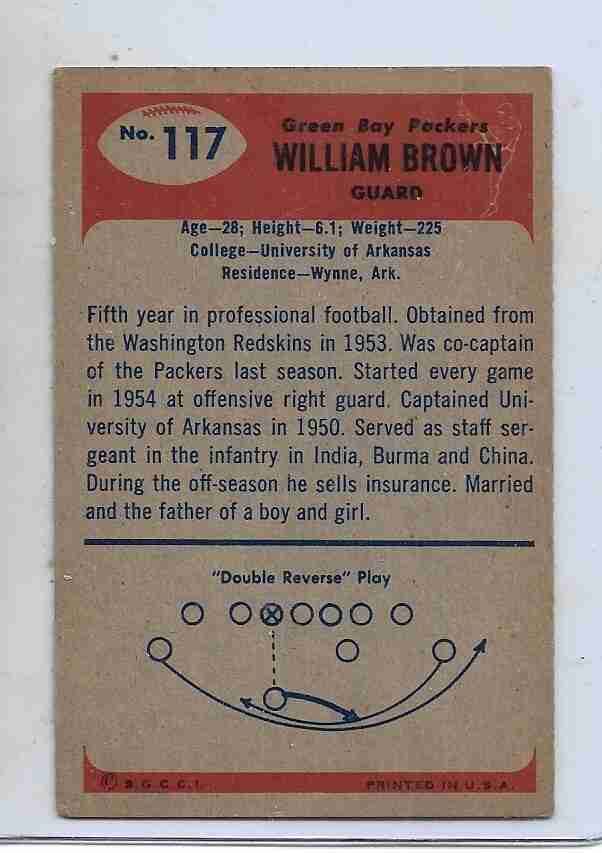 No. 117
Green Bay Packers
WILLIAM BROWN
GUARD
Age—28; Height—6.1; Weight—225
College—University of Arkansas
Residence—Wynne, Ark.
Fifth year in professional football. Obtained from
the Washington Redskins in 1953. Was co-captain
of the Packers last season. Started every game
in 1954 at offensive right guard. Captained Uni-
versity of Arkansas in 1950. Served as staff ser-
geant in the infantry in India, Burma and China.
During the off-season he sells insurance. Married
and the father of a boy and girl.
"Double Reverse" Play
© B.G.C.C.I. PRINTED IN U.S.A.